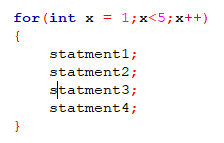 for(int x = 1;x<5;x++)
{
statment1;
statment2;
statment3;
statment4;
}